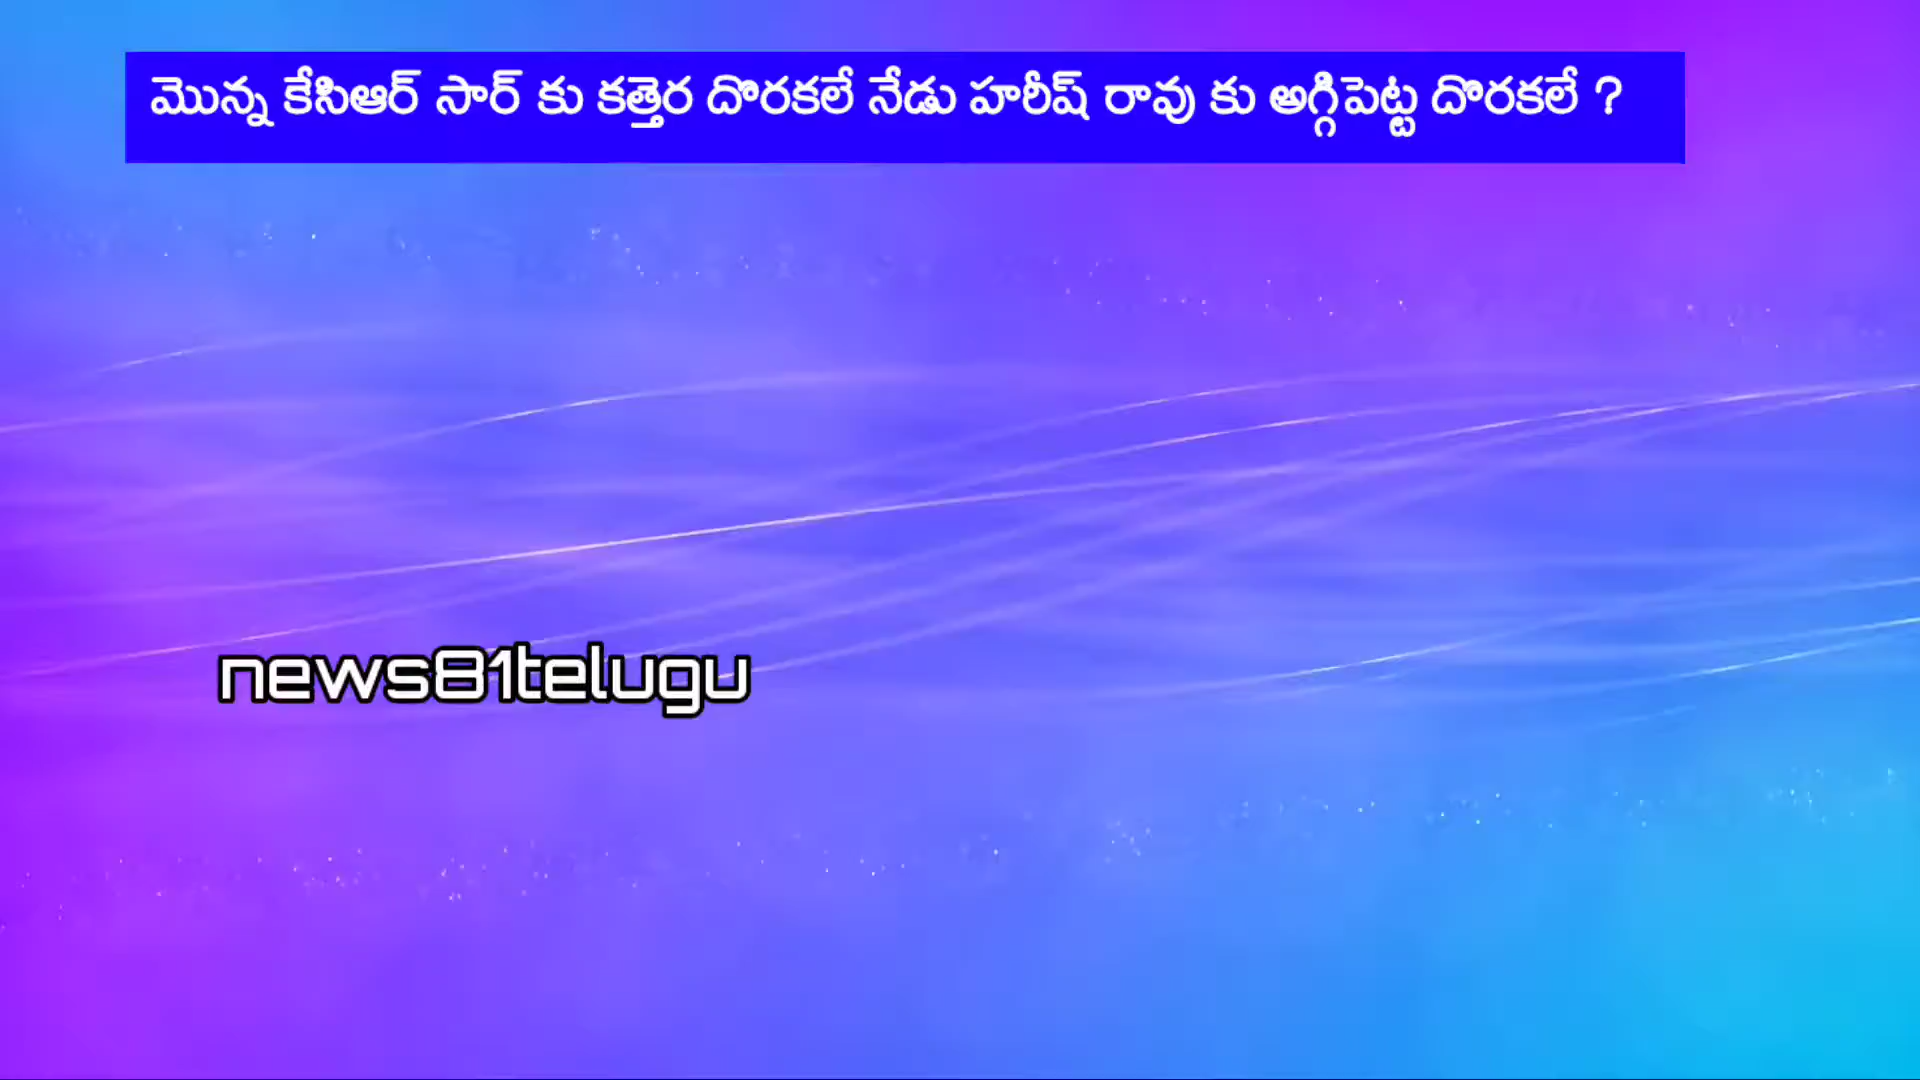 మొన్న కేసిఆర్ సార్ కు కత్తెర దొరకలే నేడు హరీష్ రావు కు అగ్గిపెట్ట దొరకలే ?
news81telugu